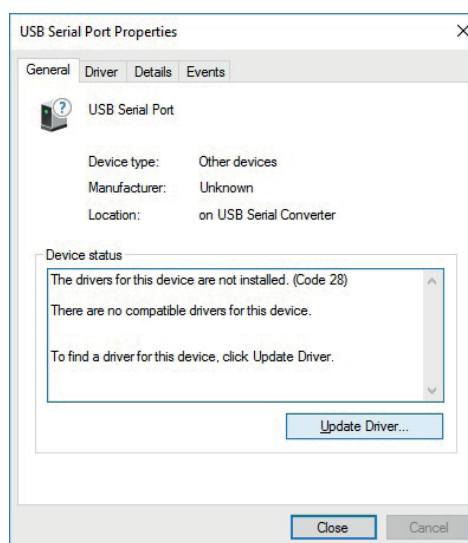 USB Serial Port Properties
General Driver Details Events
USB Serial Port
Device type: Other devices
Manufacturer: Unknown
Location: on USB Serial Converter
Device status
The drivers for this device are not installed. (Code 28)
There are no compatible drivers for this device.
To find a driver for this device, click Update Driver.
Update Driver...
Close Cancel